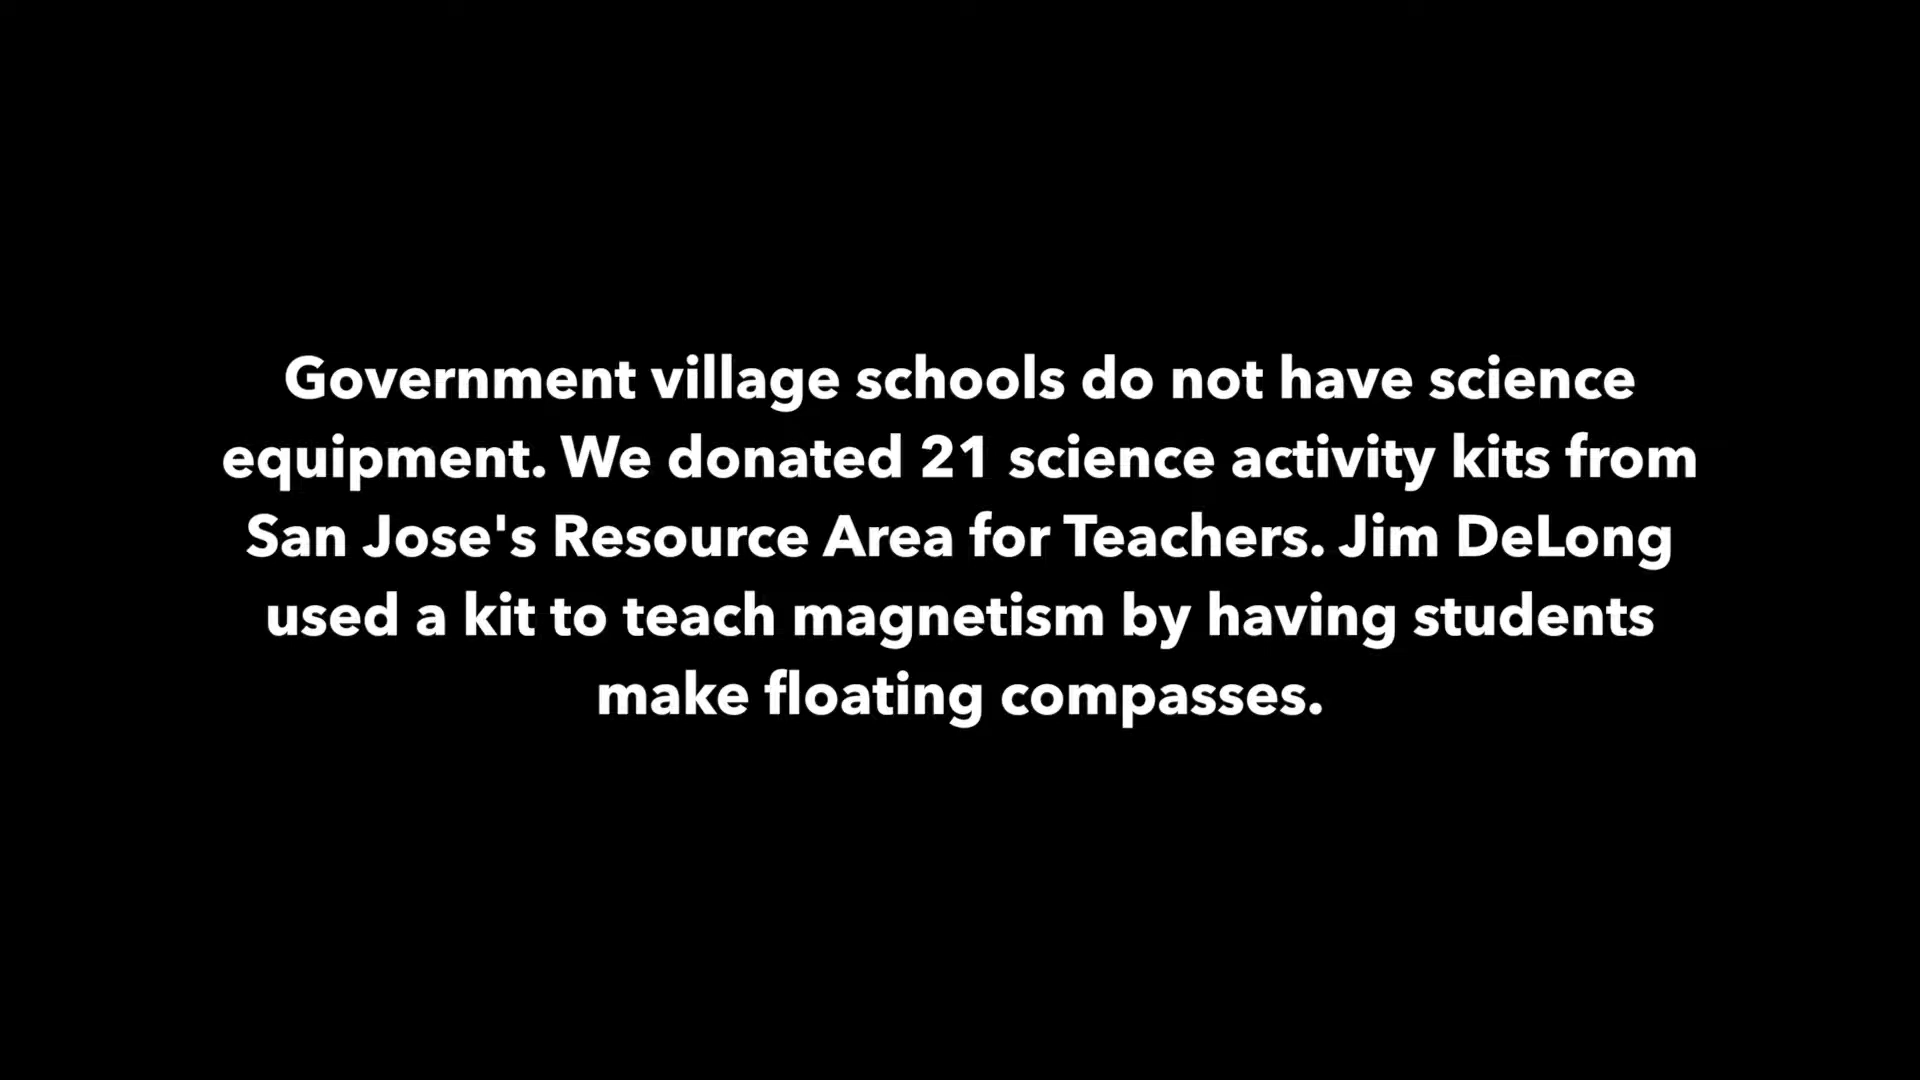 Government village schools do not have science
equipment. We donated 21 science activity kits from
San Jose's Resource Area for Teachers. Jim DeLong
used a kit to teach magnetism by having students
make floating compasses.